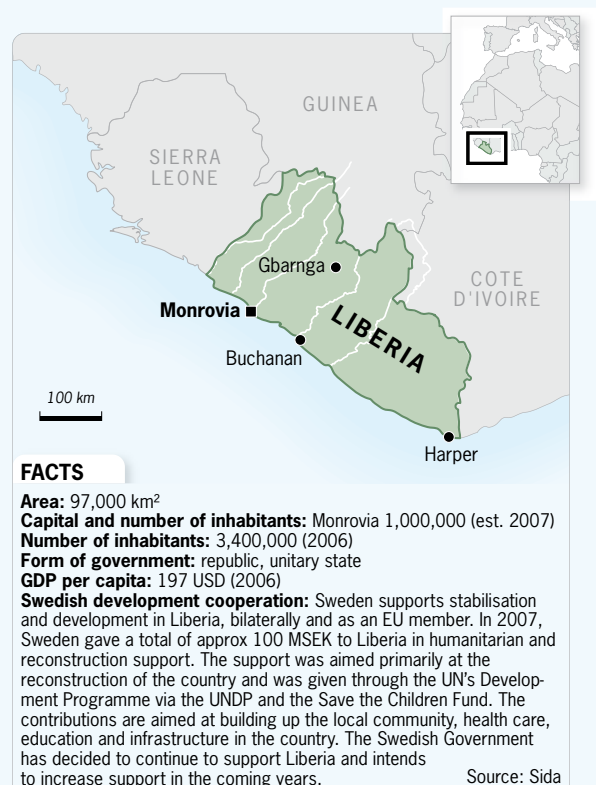 GUINEA
SIERRA
LEONE
Gbarnga
COTE
D'IVOIRE
Monrovia
LIBERIA
Buchanan
100 km
Harper
FACTS
Area: 97,000 km²
Capital and number of inhabitants: Monrovia 1,000,000 (est. 2007)
Number of inhabitants: 3,400,000 (2006)
Form of government: republic, unitary state
GDP per capita: 197 USD (2006)
Swedish development cooperation: Sweden supports stabilisation
and development in Liberia, bilaterally and as an EU member. In 2007,
Sweden gave a total of approx 100 MSEK to Liberia in humanitarian and
reconstruction support. The support was aimed primarily at the
reconstruction of the country and was given through the UN's Develop-
ment Programme via the UNDP and the Save the Children Fund. The
contributions are aimed at building up the local community, health care,
education and infrastructure in the country. The Swedish Government
has decided to continue to support Liberia and intends
to increase support in the coming years.
Source: Sida